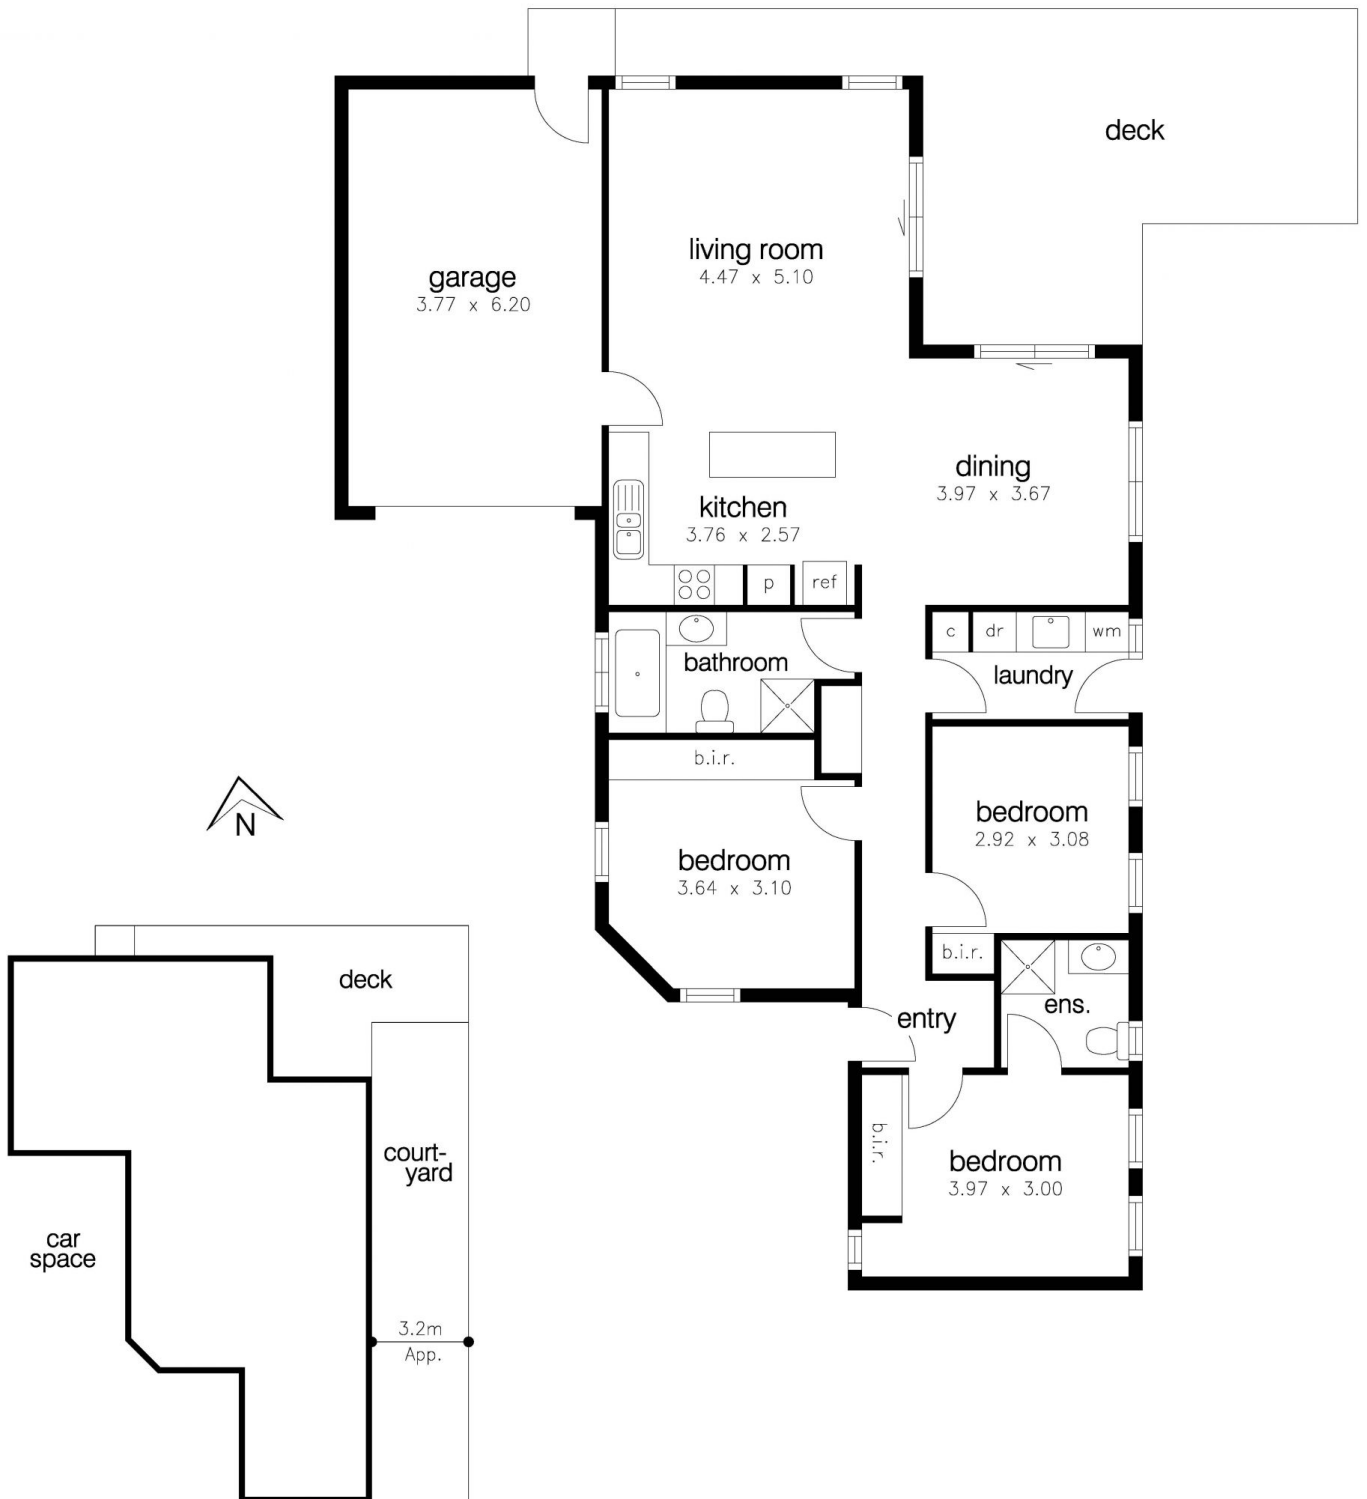 deck
living room
4.47 x 5.10
garage
3.77 x 6.20
dining
3.97 x 3.67
kitchen
3.76 x 2.57
p
ref
c
dr
wm
bathroom
laundry
b.i.r.
bedroom
2.92 x 3.08
N
bedroom
3.64 x 3.10
b.i.r.
ens.
entry
b.i.r.
bedroom
3.97 x 3.00
deck
court-
yard
car
space
3.2m
App.